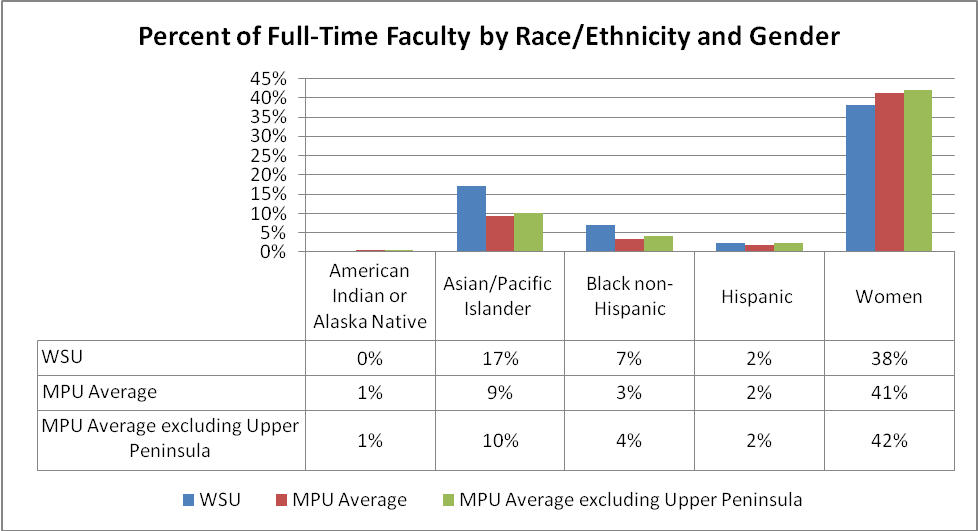 Percent of Full-Time Faculty by Race/Ethnicity and Gender
45%
40%
35%
30%
25%
20%
15%
10%
5%
0%
American Indian or Alaska Native
Asian/Pacific Islander
Black non-Hispanic
Hispanic
Women
WSU 0% 17% 7% 2% 38%
MPU Average 1% 9% 3% 2% 41%
MPU Average excluding Upper Peninsula 1% 10% 4% 2% 42%
WSU MPU Average MPU Average excluding Upper Peninsula